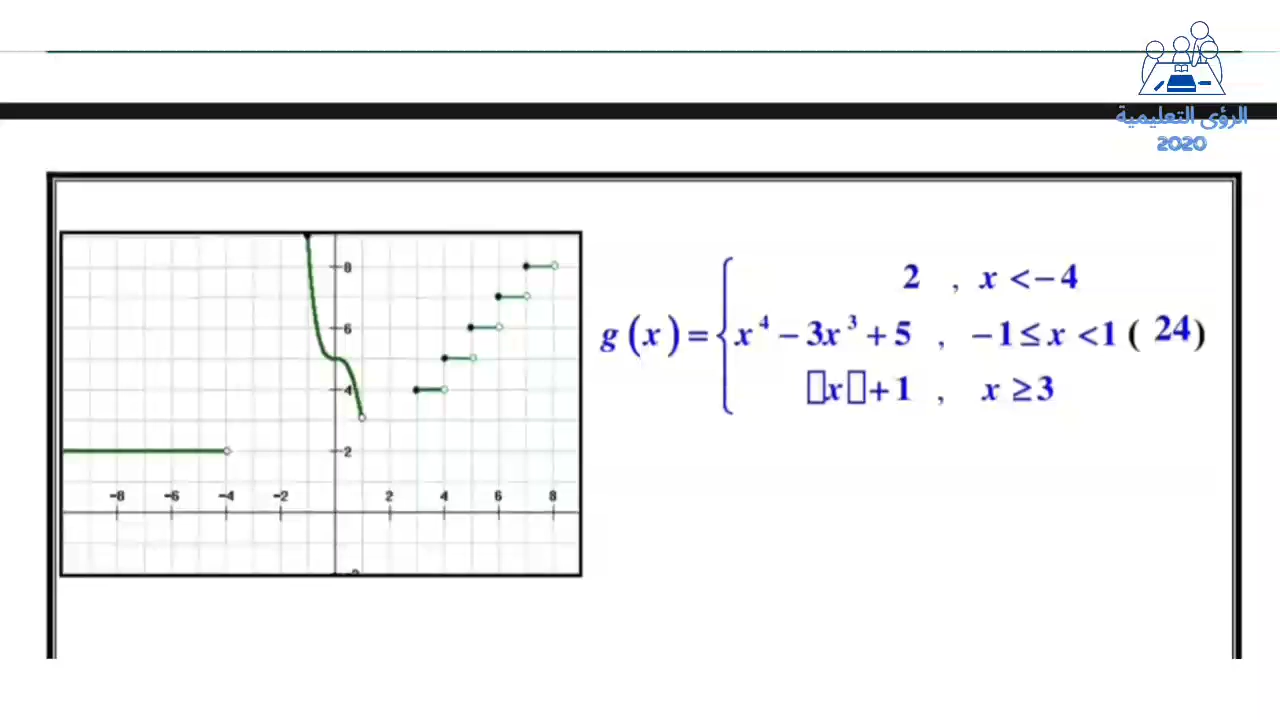 الرؤى التعليمية
2020
8
6
4
2
-8 -6 -4 -2 2 4 6 8
-2
2 , x < -4
g(x) = { x⁴ - 3x³ + 5 , -1 ≤ x < 1 (24)
▯x▯ + 1 , x ≥ 3